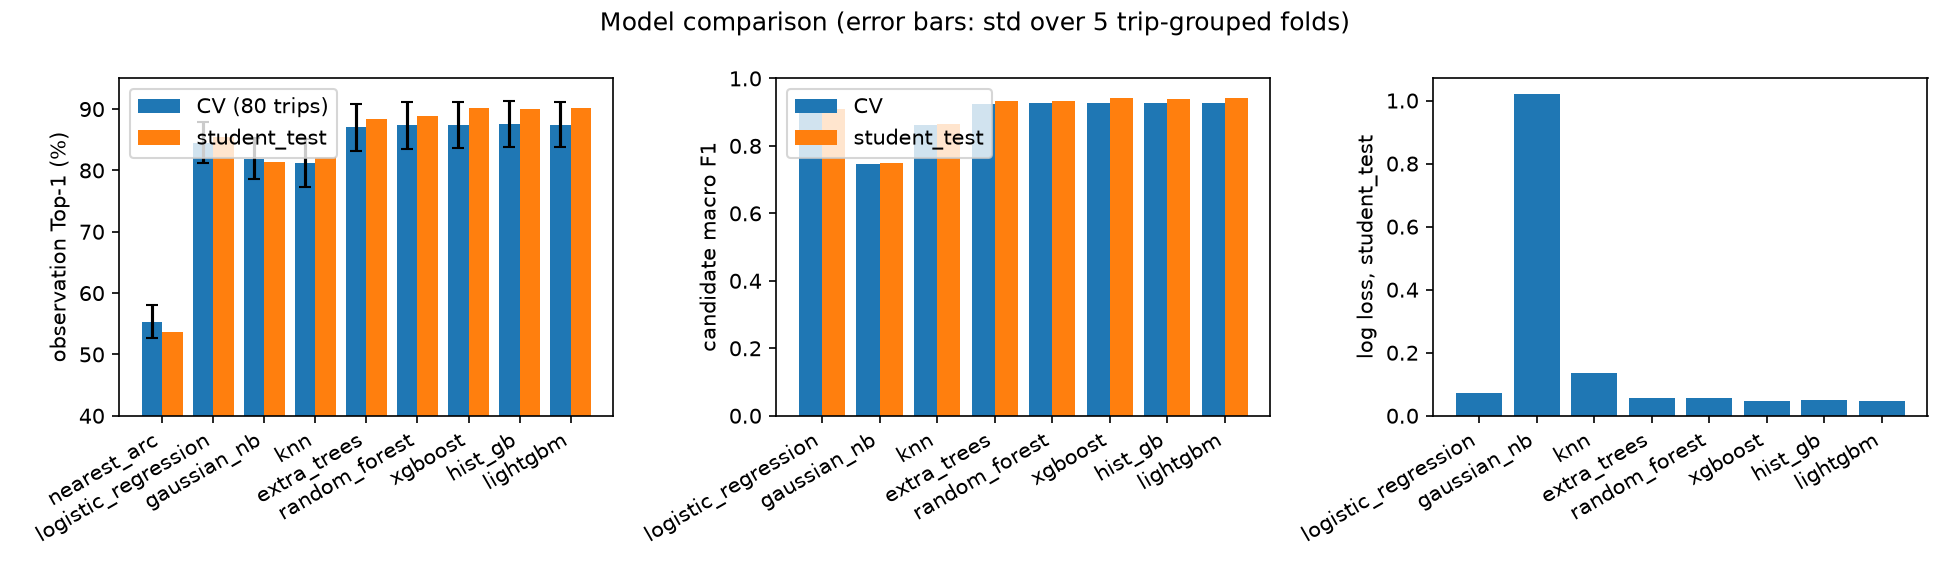 Model comparison (error bars: std over 5 trip-grouped folds)
observation Top-1 (%)
90
80
70
60
50
40
CV (80 trips)
student_test
nearest_arc
logistic_regression
gaussian_nb
knn
extra_trees
random_forest
xgboost
hist_gb
lightgbm
candidate macro F1
1.0
0.8
0.6
0.4
0.2
0.0
CV
student_test
logistic_regression
gaussian_nb
knn
extra_trees
random_forest
xgboost
hist_gb
lightgbm
log loss, student_test
1.0
0.8
0.6
0.4
0.2
0.0
logistic_regression
gaussian_nb
knn
extra_trees
random_forest
xgboost
hist_gb
lightgbm